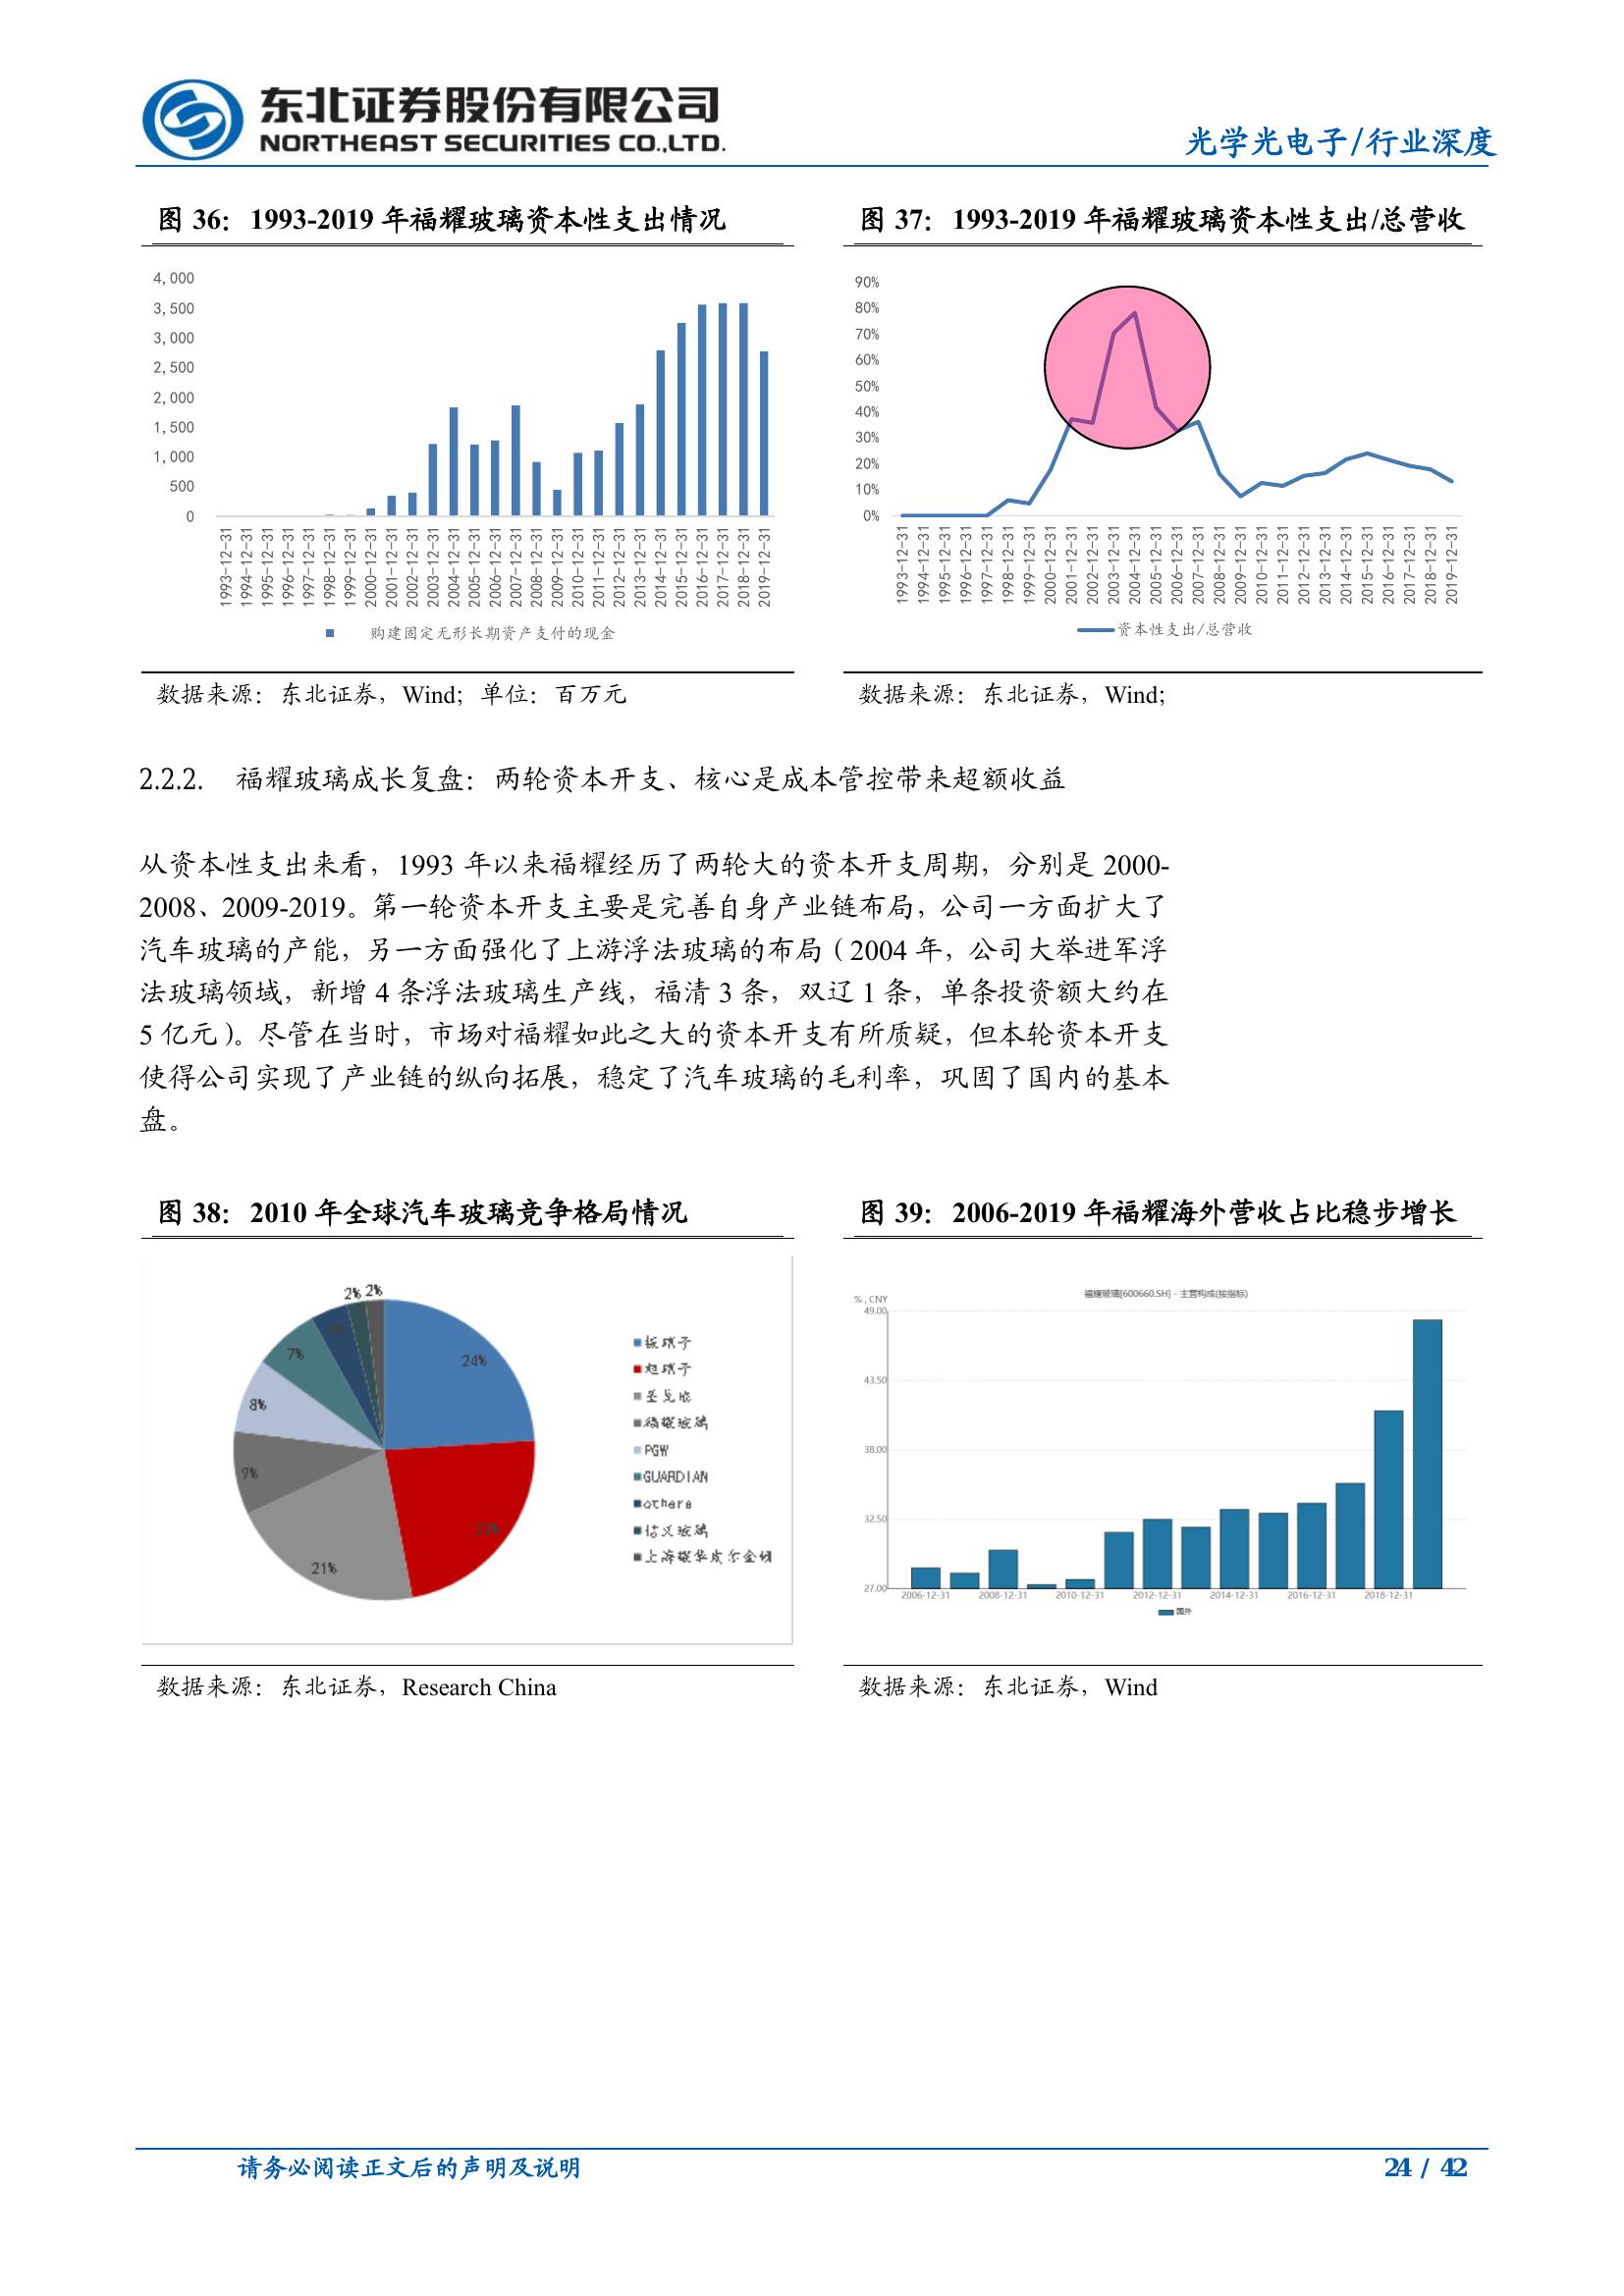 东北证券股份有限公司
NORTHEAST SECURITIES CO.,LTD.
光学光电子/行业深度
图 36：1993-2019 年福耀玻璃资本性支出情况
4,000
3,500
3,000
2,500
2,000
1,500
1,000
500
0
1993-12-31
1994-12-31
1995-12-31
1996-12-31
1997-12-31
1998-12-31
1999-12-31
2000-12-31
2001-12-31
2002-12-31
2003-12-31
2004-12-31
2005-12-31
2006-12-31
2007-12-31
2008-12-31
2009-12-31
2010-12-31
2011-12-31
2012-12-31
2013-12-31
2014-12-31
2015-12-31
2016-12-31
2017-12-31
2018-12-31
2019-12-31
购建固定无形长期资产支付的现金
数据来源：东北证券，Wind；单位：百万元
图 37：1993-2019 年福耀玻璃资本性支出/总营收
90%
80%
70%
60%
50%
40%
30%
20%
10%
0%
1993-12-31
1994-12-31
1995-12-31
1996-12-31
1997-12-31
1998-12-31
1999-12-31
2000-12-31
2001-12-31
2002-12-31
2003-12-31
2004-12-31
2005-12-31
2006-12-31
2007-12-31
2008-12-31
2009-12-31
2010-12-31
2011-12-31
2012-12-31
2013-12-31
2014-12-31
2015-12-31
2016-12-31
2017-12-31
2018-12-31
2019-12-31
资本性支出/总营收
数据来源：东北证券，Wind;
2.2.2. 福耀玻璃成长复盘：两轮资本开支、核心是成本管控带来超额收益
从资本性支出来看，1993 年以来福耀经历了两轮大的资本开支周期，分别是 2000-
2008、2009-2019。第一轮资本开支主要是完善自身产业链布局，公司一方面扩大了
汽车玻璃的产能，另一方面强化了上游浮法玻璃的布局（2004 年，公司大举进军浮
法玻璃领域，新增 4 条浮法玻璃生产线，福清 3 条，双辽 1 条，单条投资额大约在
5 亿元）。尽管在当时，市场对福耀如此之大的资本开支有所质疑，但本轮资本开支
使得公司实现了产业链的纵向拓展，稳定了汽车玻璃的毛利率，巩固了国内的基本
盘。
图 38：2010 年全球汽车玻璃竞争格局情况
2%
2%
7%
8%
9%
21%
23%
24%
板硝子
旭硝子
圣戈班
福耀玻璃
PGW
GUARDIAN
others
信义玻璃
数据来源：东北证券，Research China
图 39：2006-2019 年福耀海外营收占比稳步增长
福耀玻璃[600660.SH] - 主营构成(按指标)
% , CNY
49.00
43.50
38.00
32.50
27.00
2006-12-31
2008-12-31
2010-12-31
2012-12-31
2014-12-31
2016-12-31
2018-12-31
国外
数据来源：东北证券，Wind
请务必阅读正文后的声明及说明
24 / 42